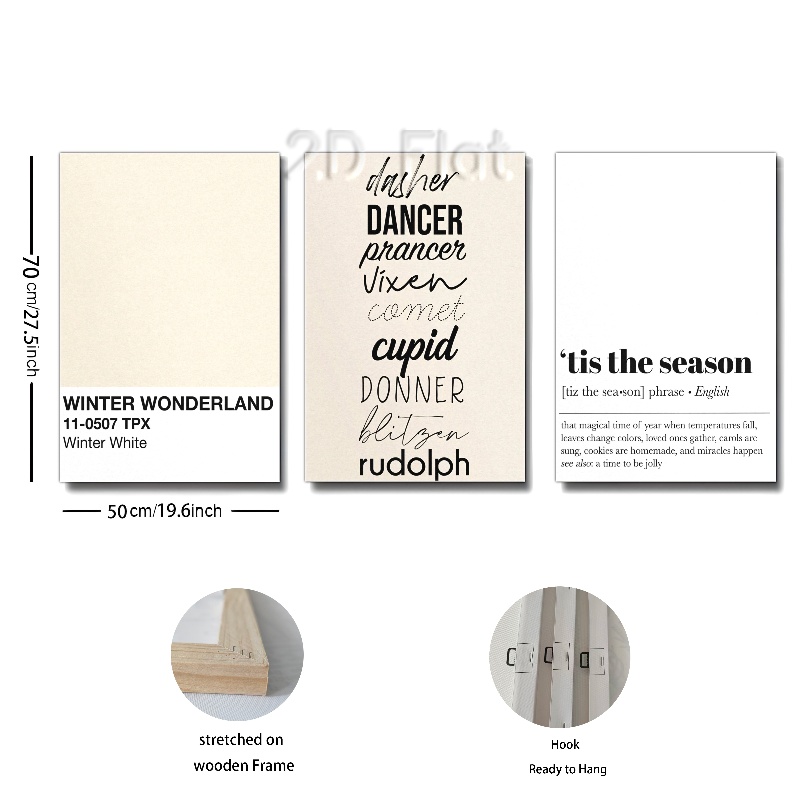 2D Flat
70 cm/27.5inch
WINTER WONDERLAND
11-0507 TPX
Winter White
50cm/19.6inch
dasher
DANCER
prancer
vixen
comet
cupid
DONNER
blitzen
rudolph
‘tis the season
[tiz the sea•son] phrase • English
that magical time of year when temperatures fall,
leaves change colors, loved ones gather, carols are
sung, cookies are homemade, and miracles happen
see also: a time to be jolly
stretched on
wooden Frame
Hook
Ready to Hang